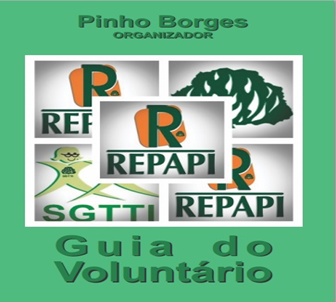 Pinho Borges
ORGANIZADOR
R
REPAPI
R
REPAPI
SGTTI
R
REPAPI
Guia do
Voluntário